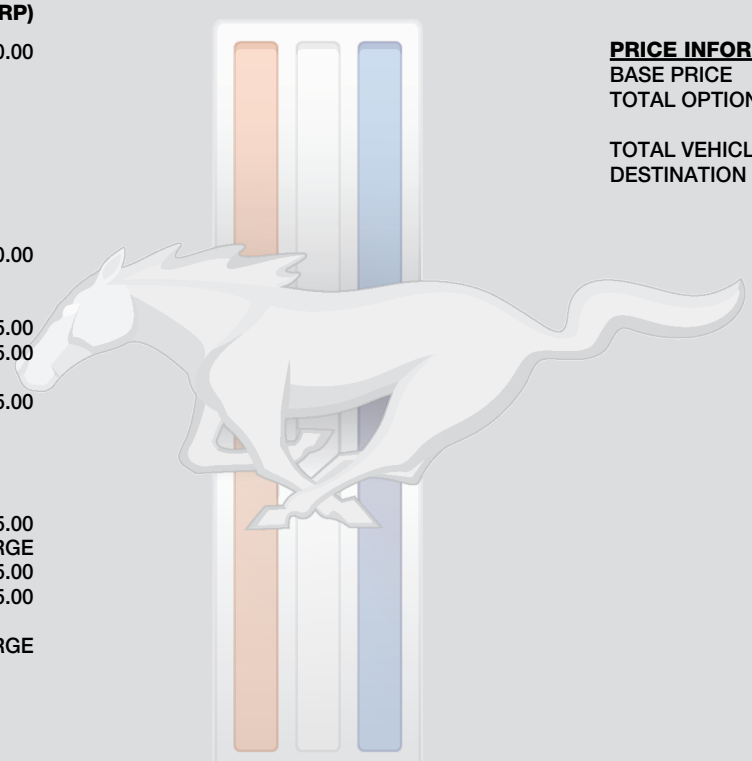 RP)
0.00
0.00
5.00
5.00
5.00
5.00
RGE
5.00
5.00
RGE
PRICE INFOR
BASE PRICE
TOTAL OPTION
TOTAL VEHICL
DESTINATION